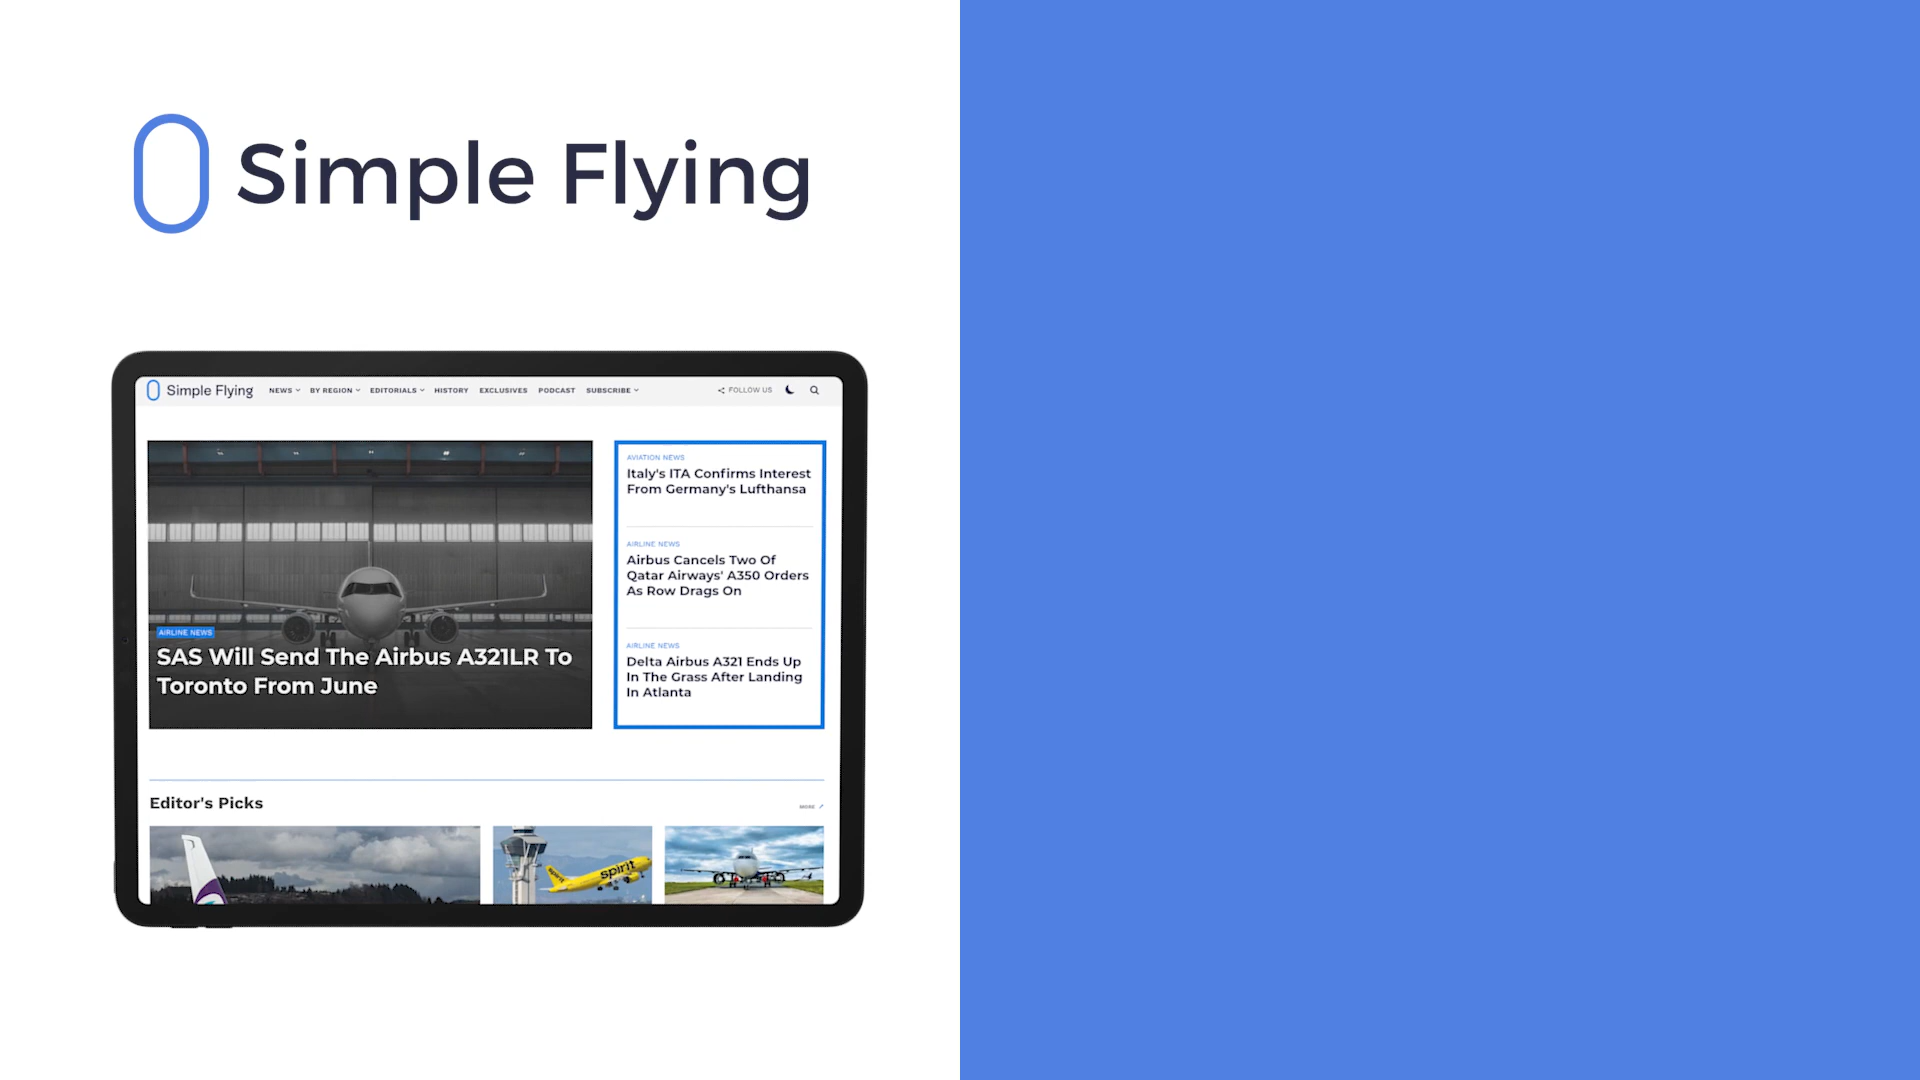 Simple Flying
Simple Flying NEWS BY REGION EDITORIALS HISTORY EXCLUSIVES PODCAST SUBSCRIBE FOLLOW US
AIRLINE NEWS
SAS Will Send The Airbus A321LR To
Toronto From June
AVIATION NEWS
Italy's ITA Confirms Interest
From Germany's Lufthansa
AIRLINE NEWS
Airbus Cancels Two Of
Qatar Airways' A350 Orders
As Row Drags On
AIRLINE NEWS
Delta Airbus A321 Ends Up
In The Grass After Landing
In Atlanta
Editor's Picks
MORE
spirit